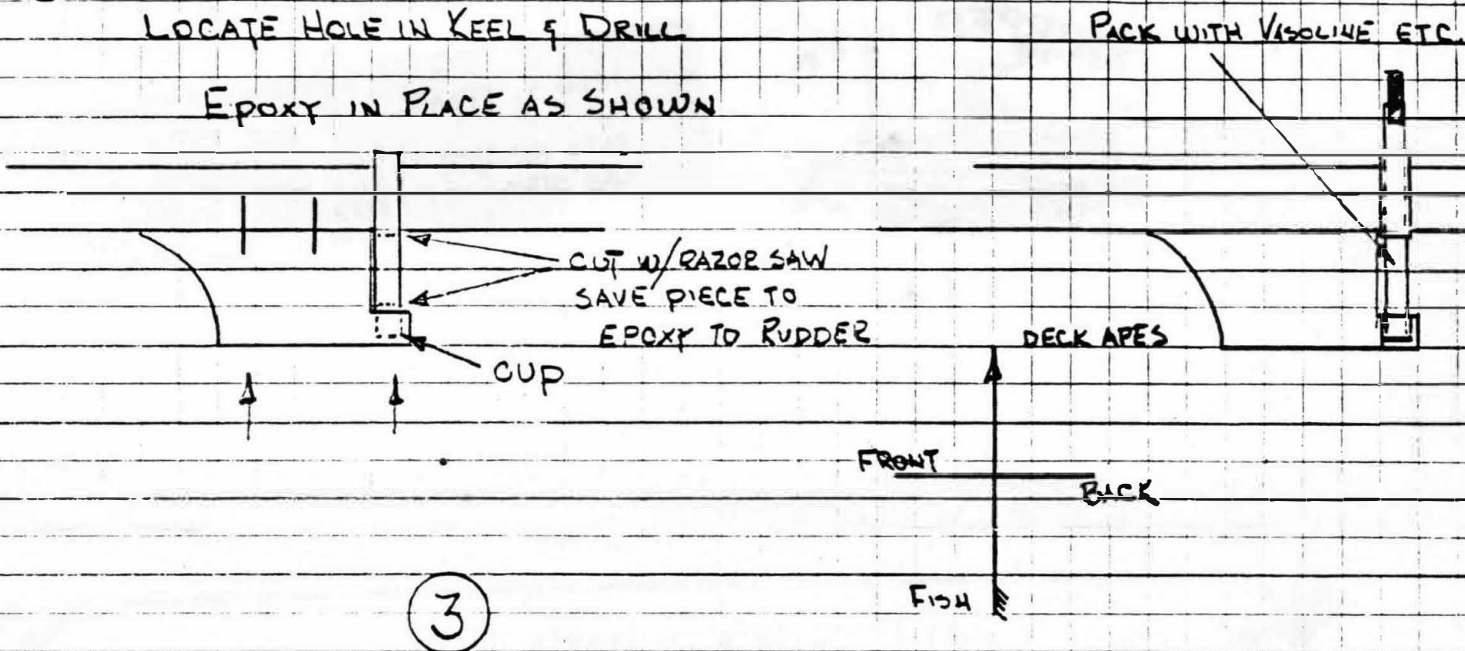 LOCATE HOLE IN KEEL & DRILL
PACK WITH VASOLINE ETC.
EPOXY IN PLACE AS SHOWN
CUT W/RAZOR SAW
SAVE PIECE TO
EPOXY TO RUDDER
CUP
DECK APES
FRONT
BACK
FISH
3